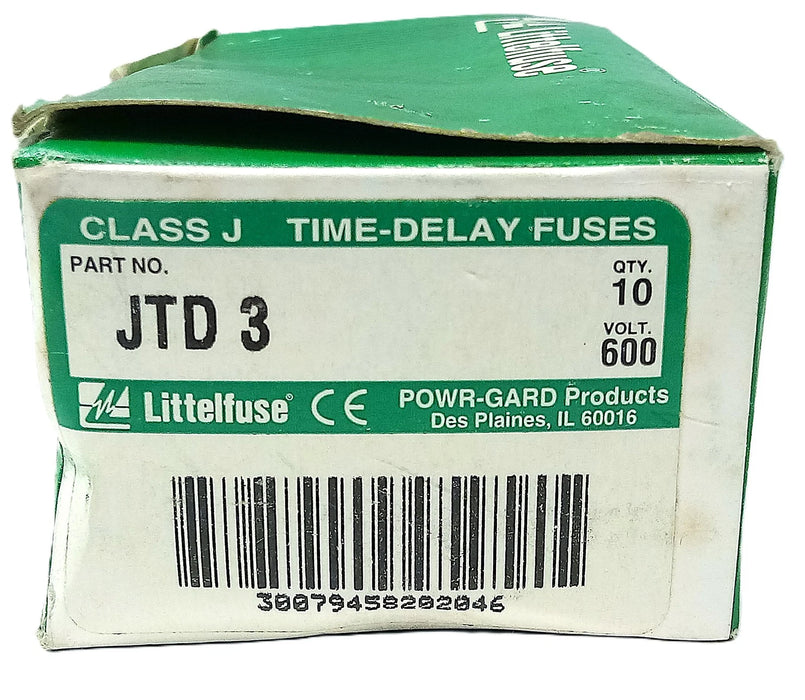 Littelfuse
®
CLASS J TIME-DELAY FUSES
PART NO.
JTD 3
QTY.
10
VOLT.
600
Littelfuse® CE
POWR-GARD Products
Des Plaines, IL 60016
30079458202046